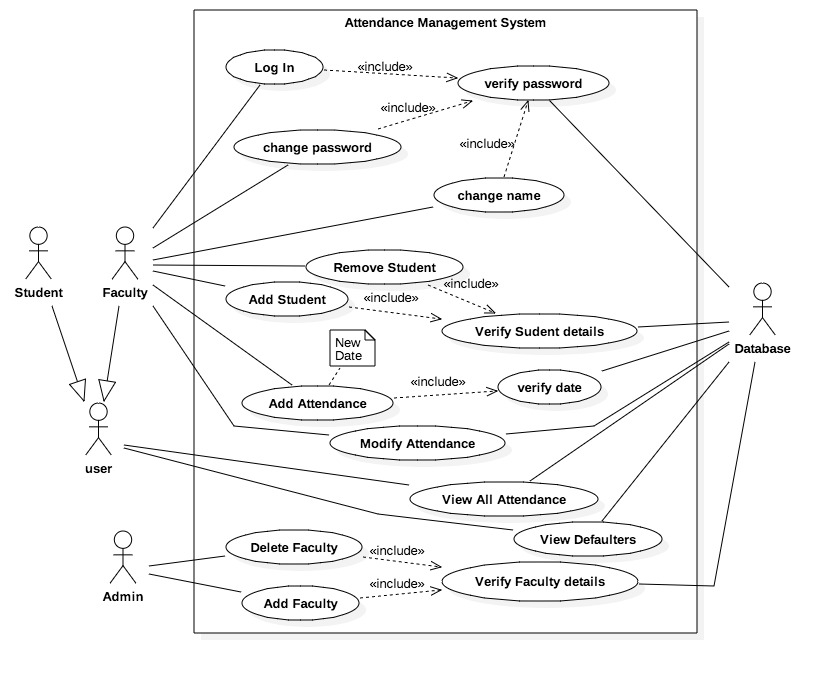 Attendance Management System
Log In
«include»
verify password
«include»
change password
«include»
change name
Student
Faculty
Remove Student
«include»
Add Student
«include»
Verify Sudent details
Database
New
Date
«include»
verify date
Add Attendance
Modify Attendance
user
View All Attendance
View Defaulters
Delete Faculty
«include»
Verify Faculty details
«include»
Admin
Add Faculty